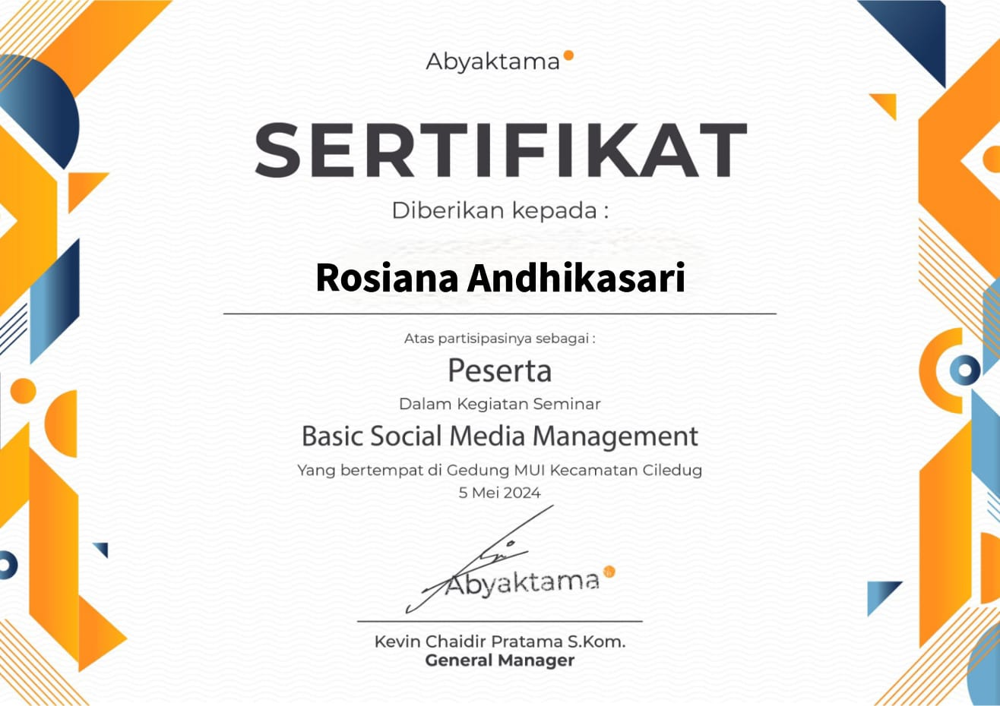 Abyaktama
SERTIFIKAT
Diberikan kepada :
Rosiana Andhikasari
Atas partisipasinya sebagai :
Peserta
Dalam Kegiatan Seminar
Basic Social Media Management
Yang bertempat di Gedung MUI Kecamatan Ciledug
5 Mei 2024
Abyaktama
Kevin Chaidir Pratama S.Kom.
General Manager